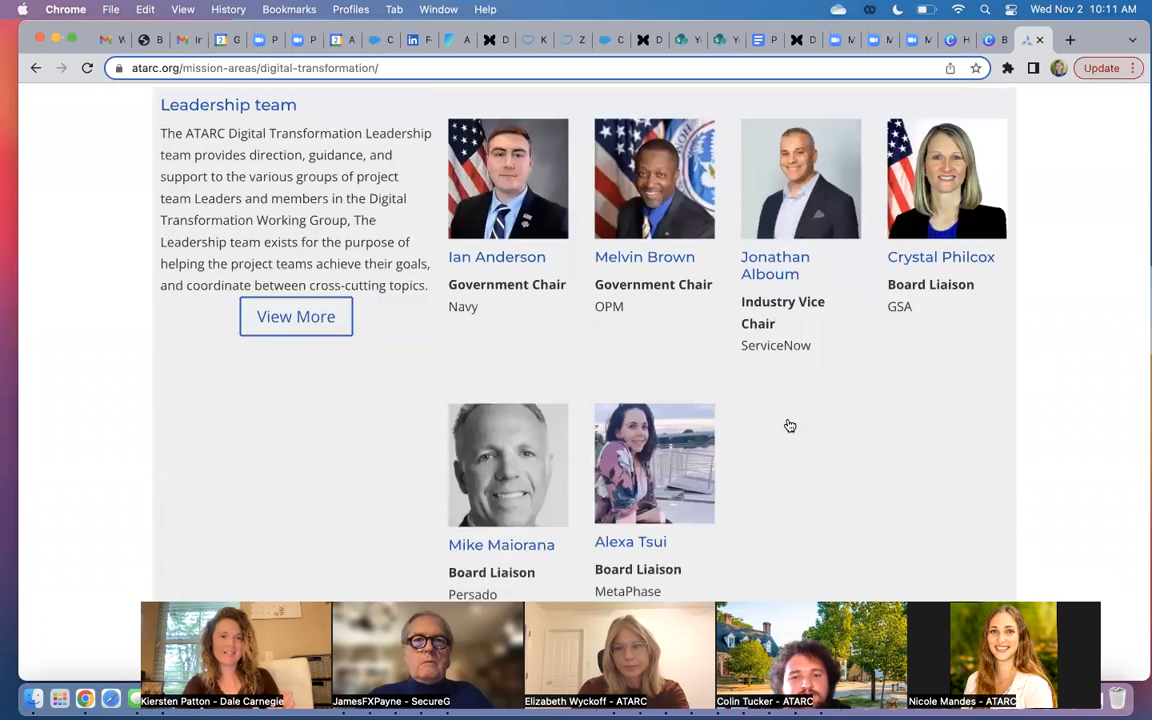 Chrome File Edit View History Bookmarks Profiles Tab Window Help Wed Nov 2 10:11 AM
atarc.org/mission-areas/digital-transformation/ Update
Leadership team
The ATARC Digital Transformation Leadership
team provides direction, guidance, and
support to the various groups of project
team Leaders and members in the Digital
Transformation Working Group, The
Leadership team exists for the purpose of
helping the project teams achieve their goals,
and coordinate between cross-cutting topics.
View More
Ian Anderson
Government Chair
Navy
Melvin Brown
Government Chair
OPM
Jonathan
Alboum
Industry Vice
Chair
ServiceNow
Crystal Philcox
Board Liaison
GSA
Mike Maiorana
Board Liaison
Persado
Alexa Tsui
Board Liaison
MetaPhase
Kiersten Patton - Dale Carnegie
JamesFXPayne - SecureG
Elizabeth Wyckoff - ATARC
Colin Tucker - ATARC
Nicole Mandes - ATARC